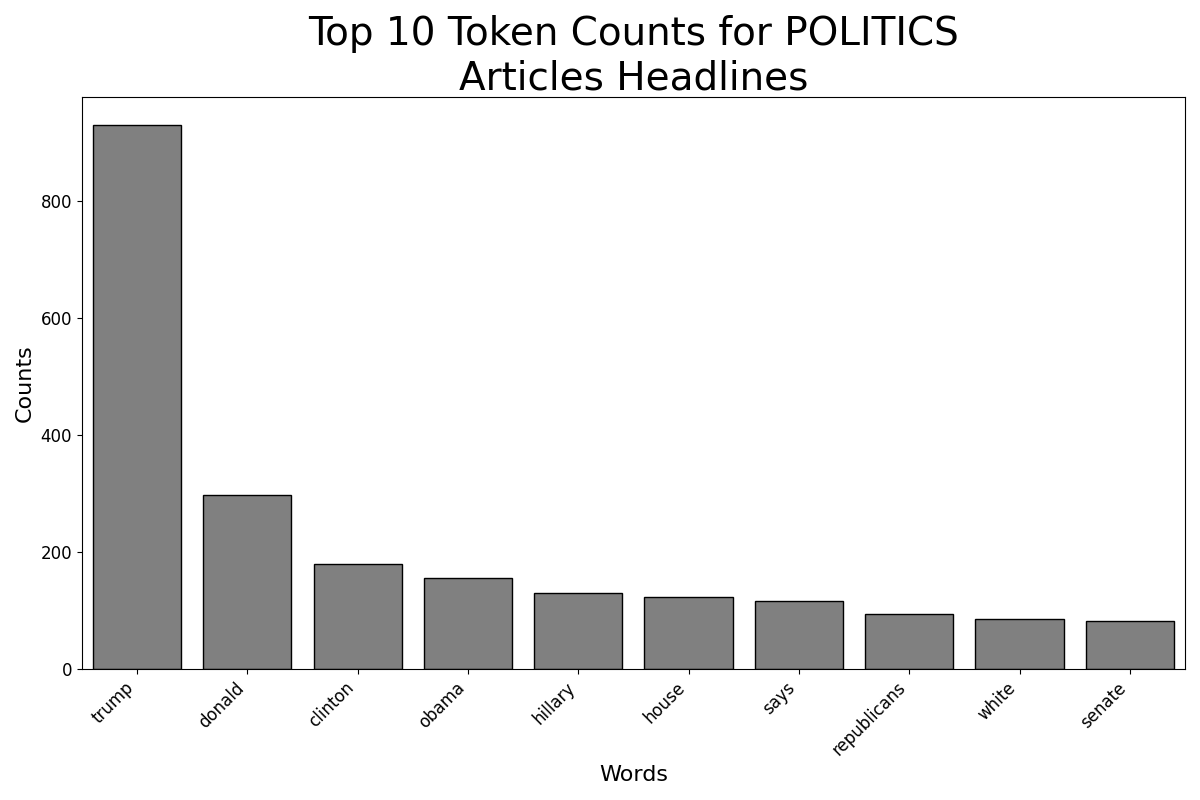 Top 10 Token Counts for POLITICS
Articles Headlines
Counts
800
600
400
200
0
trump
donald
clinton
obama
hillary
house
says
republicans
white
senate
Words